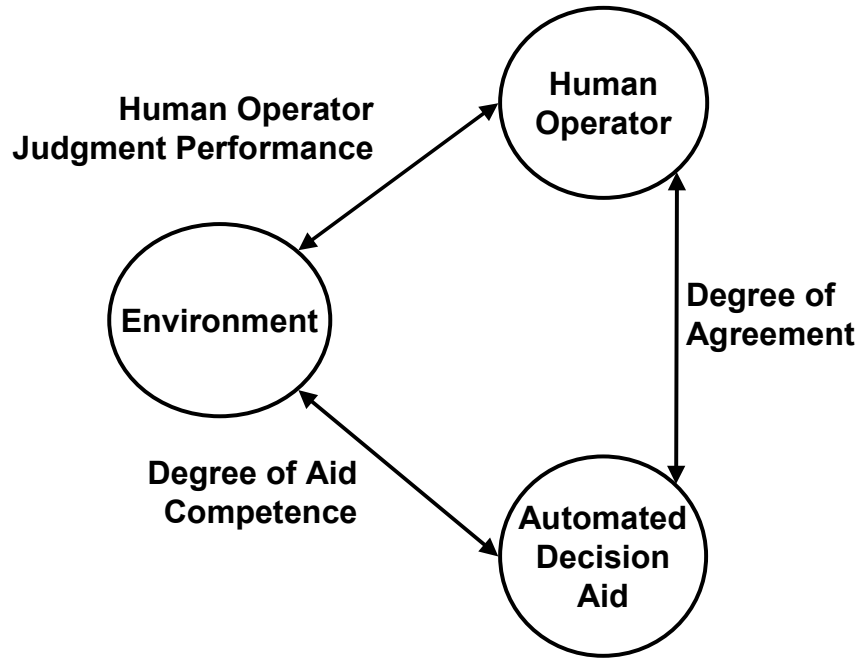 Human
Operator
Human Operator
Judgment Performance
Environment
Degree of
Agreement
Degree of Aid
Competence
Automated
Decision
Aid